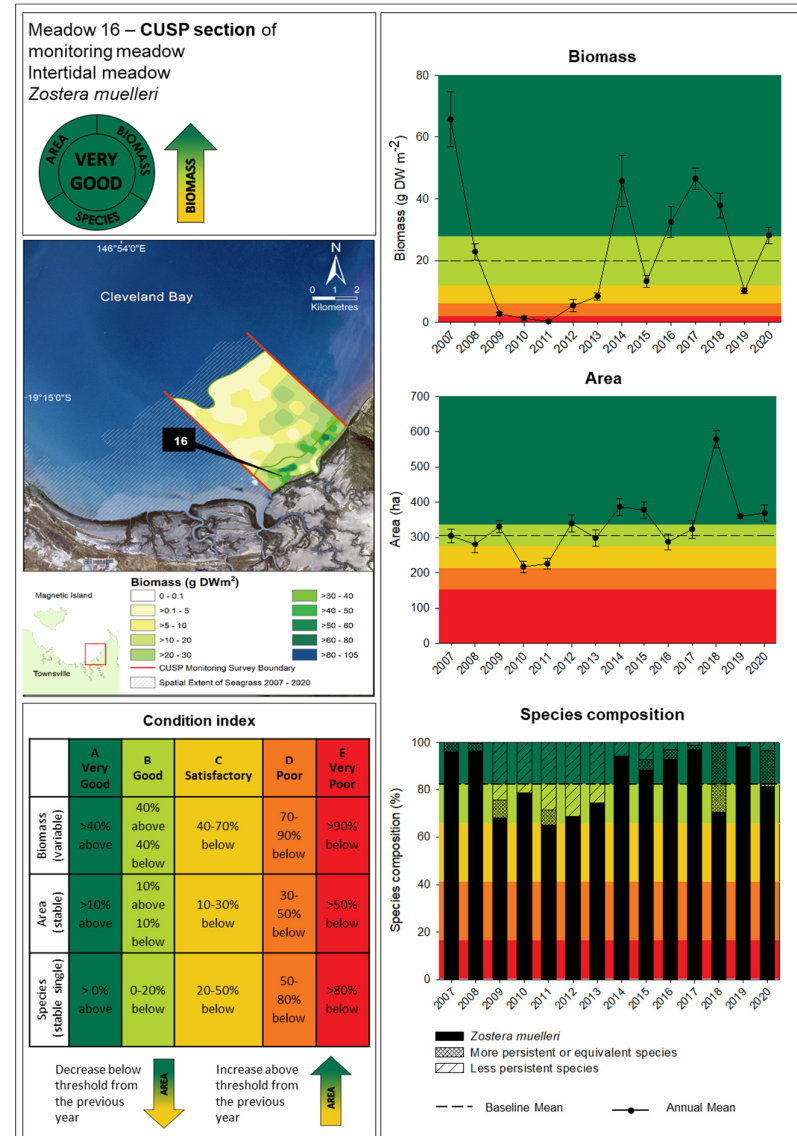 Meadow 16 – CUSP section of
monitoring meadow
Intertidal meadow
Zostera muelleri
AREA
BIOMASS
VERY
GOOD
SPECIES
BIOMASS
146°54'0"E
Cleveland Bay
N
0 1 2
Kilometres
19°15'0"S
16
Magnetic Island
Townsville
Biomass (g DWm²)
0 - 0.1
>0.1 - 5
>5 - 10
>10 - 20
>20 - 30
>30 - 40
>40 - 50
>50 - 60
>60 - 80
>80 - 105
CUSP Monitoring Survey Boundary
Spatial Extent of Seagrass 2007 - 2020
Condition index
A Very Good
B Good
C Satisfactory
D Poor
E Very Poor
Biomass (variable)
>40% above
40% above 40% below
40-70% below
70-90% below
>90% below
Area (stable)
>10% above
10% above 10% below
10-30% below
30-50% below
>50% below
Species (stable single)
> 0% above
0-20% below
20-50% below
50-80% below
>80% below
Decrease below
threshold from
the previous
year
AREA
Increase above
threshold from
the previous
year
AREA
Biomass
Biomass (g DW m⁻²)
80
60
40
20
0
2007 2008 2009 2010 2011 2012 2013 2014 2015 2016 2017 2018 2019 2020
Area
Area (ha)
700
600
500
400
300
200
100
0
2007 2008 2009 2010 2011 2012 2013 2014 2015 2016 2017 2018 2019 2020
Species composition
Species composition (%)
100
80
60
40
20
0
2007 2008 2009 2010 2011 2012 2013 2014 2015 2016 2017 2018 2019 2020
Zostera muelleri
More persistent or equivalent species
Less persistent species
Baseline Mean
Annual Mean